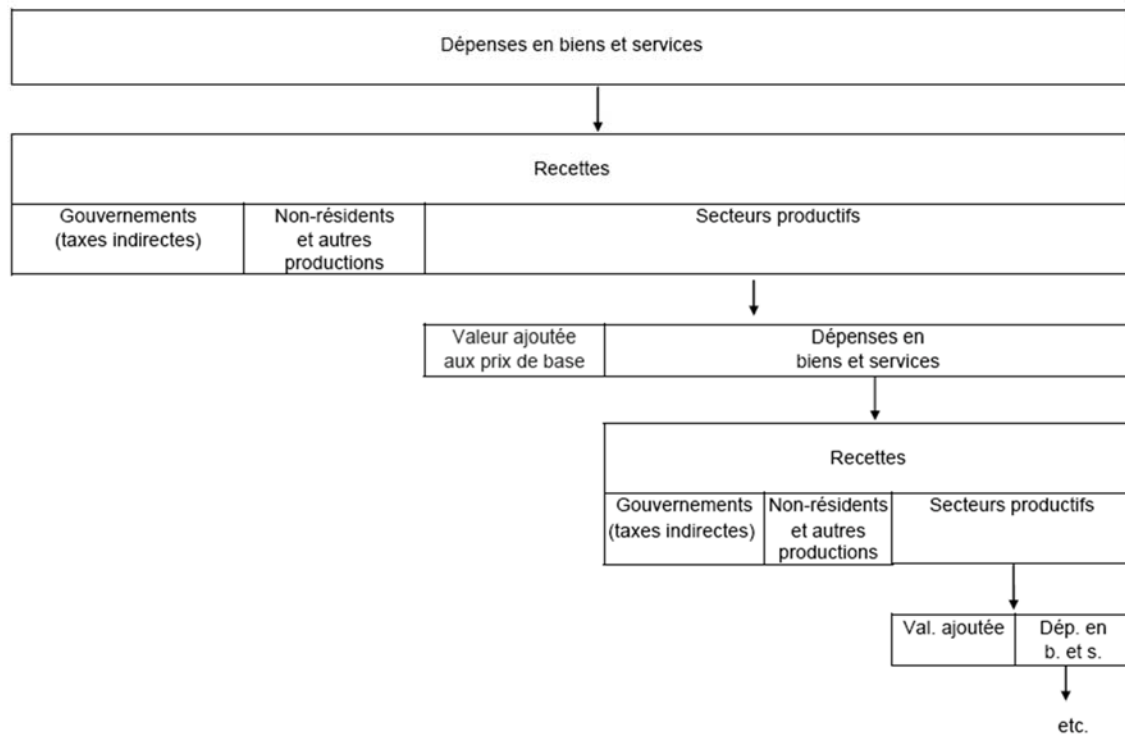 Dépenses en biens et services
Recettes
Gouvernements
(taxes indirectes)
Non-résidents
et autres
productions
Secteurs productifs
Valeur ajoutée
aux prix de base
Dépenses en
biens et services
Recettes
Gouvernements
(taxes indirectes)
Non-résidents
et autres
productions
Secteurs productifs
Val. ajoutée
Dép. en
b. et s.
etc.